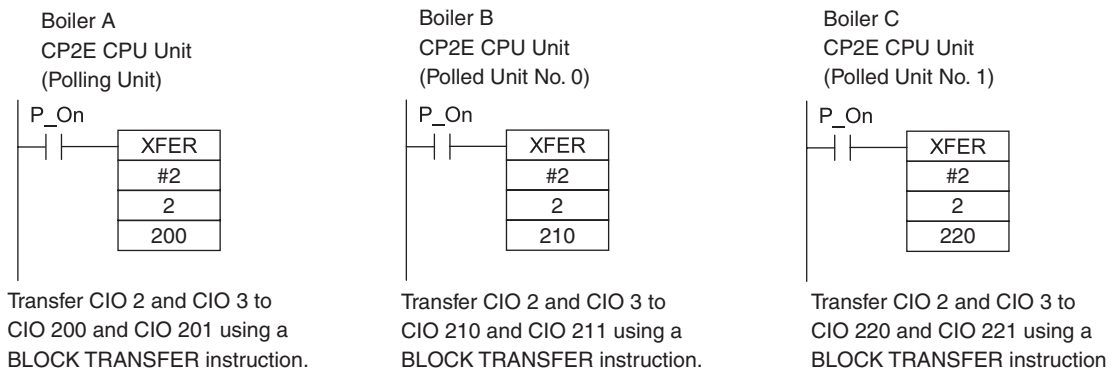 Boiler A
CP2E CPU Unit
(Polling Unit)
P_On
XFER
#2
2
200
Transfer CIO 2 and CIO 3 to
CIO 200 and CIO 201 using a
BLOCK TRANSFER instruction.
Boiler B
CP2E CPU Unit
(Polled Unit No. 0)
P_On
XFER
#2
2
210
Transfer CIO 2 and CIO 3 to
CIO 210 and CIO 211 using a
BLOCK TRANSFER instruction.
Boiler C
CP2E CPU Unit
(Polled Unit No. 1)
P_On
XFER
#2
2
220
Transfer CIO 2 and CIO 3 to
CIO 220 and CIO 221 using a
BLOCK TRANSFER instruction